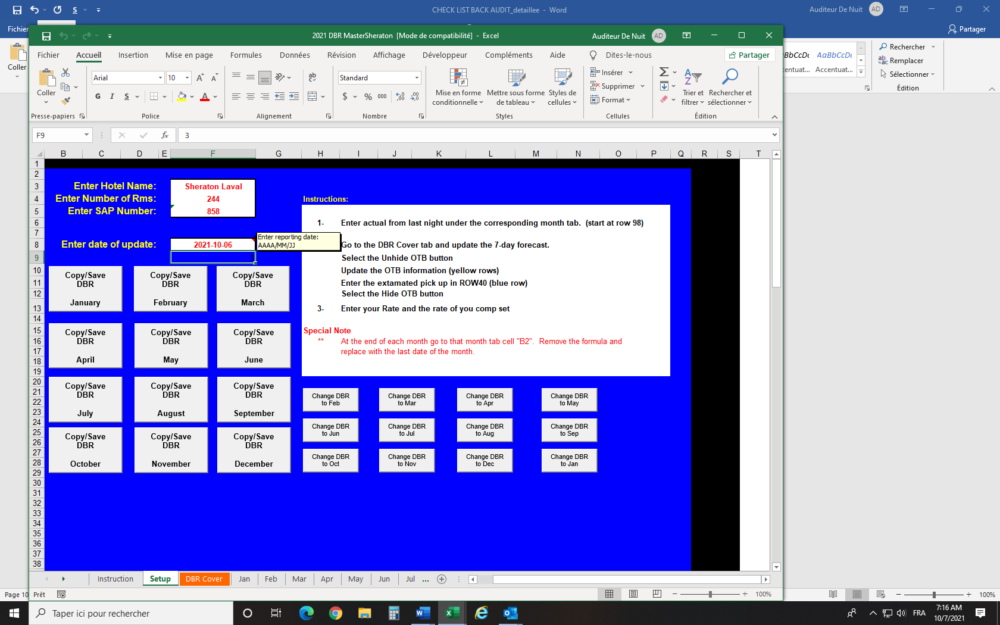 CHECK LIST BACK AUDIT_detaillee - Word
Auditeur De Nuit AD
Fichier
Partager
2021 DBR MasterSheraton [Mode de compatibilité] - Excel
Auditeur De Nuit AD
Fichier Accueil Insertion Mise en page Formules Données Révision Affichage Développeur Compléments Aide Dites-le-nous Partager
Coller
Presse-papiers
Arial 10
G I S
Police
Alignement
Standard
$ % 000
Nombre
Mise en forme conditionnelle
Mettre sous forme de tableau
Styles de cellules
Styles
Insérer
Supprimer
Format
Cellules
Trier et filtrer
Rechercher et sélectionner
Édition
AaBbCcDc
Accentuat...
Rechercher
Remplacer
Sélectionner
Édition
Coller
F9 fx 3
B C D E F G H I J K L M N O P Q R S T
1
2
3
4
5
6
7
8
9
10
11
12
13
14
15
16
17
18
19
20
21
22
23
24
25
26
27
28
29
30
31
32
33
34
35
36
37
38
Enter Hotel Name: Sheraton Laval
Enter Number of Rms: 244
Enter SAP Number: 858
Enter date of update: 2021-10-06
Enter reporting date:
AAAA/MM/JJ
Instructions:
1- Enter actual from last night under the corresponding month tab. (start at row 98)
Go to the DBR Cover tab and update the 7-day forecast.
Select the Unhide OTB button
Update the OTB information (yellow rows)
Enter the extamated pick up in ROW40 (blue row)
Select the Hide OTB button
3- Enter your Rate and the rate of you comp set
Special Note
** At the end of each month go to that month tab cell "B2". Remove the formula and
replace with the last date of the month.
Copy/Save DBR January
Copy/Save DBR February
Copy/Save DBR March
Copy/Save DBR April
Copy/Save DBR May
Copy/Save DBR June
Copy/Save DBR July
Copy/Save DBR August
Copy/Save DBR September
Copy/Save DBR October
Copy/Save DBR November
Copy/Save DBR December
Change DBR to Feb
Change DBR to Mar
Change DBR to Apr
Change DBR to May
Change DBR to Jun
Change DBR to Jul
Change DBR to Aug
Change DBR to Sep
Change DBR to Oct
Change DBR to Nov
Change DBR to Dec
Change DBR to Jan
Instruction Setup DBR Cover Jan Feb Mar Apr May Jun Jul ...
Page 10
Prêt
100%
100%
Taper ici pour rechercher
FRA
7:16 AM
10/7/2021